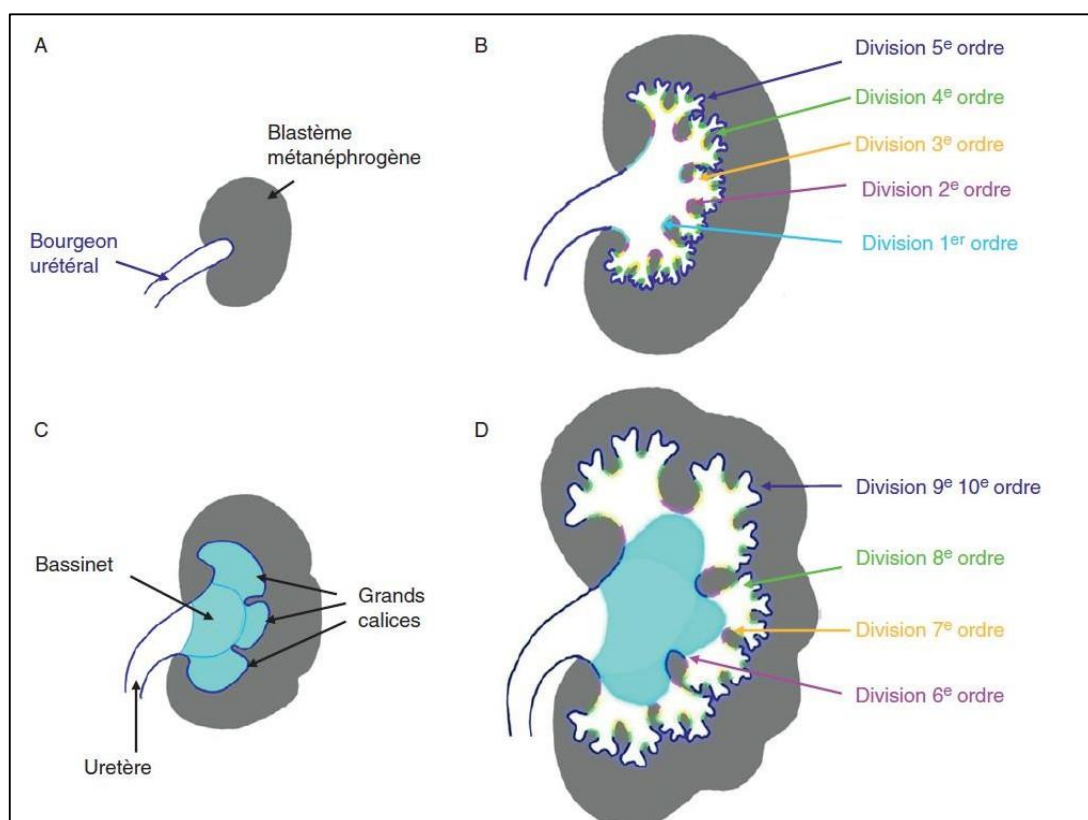 A
Blastème
métanéphrogène
Bourgeon
urétéral
B
Division 5e ordre
Division 4e ordre
Division 3e ordre
Division 2e ordre
Division 1er ordre
C
Bassinet
Grands
calices
Uretère
D
Division 9e 10e ordre
Division 8e ordre
Division 7e ordre
Division 6e ordre